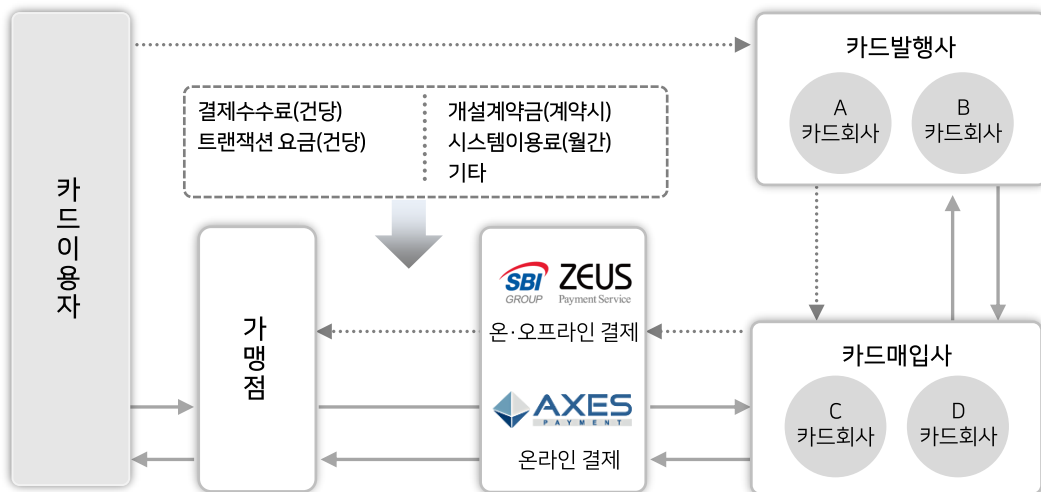 카드이용자
결제수수료(건당)
트랜잭션 요금(건당)
개설계약금(계약시)
시스템이용료(월간)
기타
카드발행사
A
카드회사
B
카드회사
가맹점
SBI
GROUP
ZEUS
Payment Service
온·오프라인 결제
AXES
PAYMENT
온라인 결제
카드매입사
C
카드회사
D
카드회사